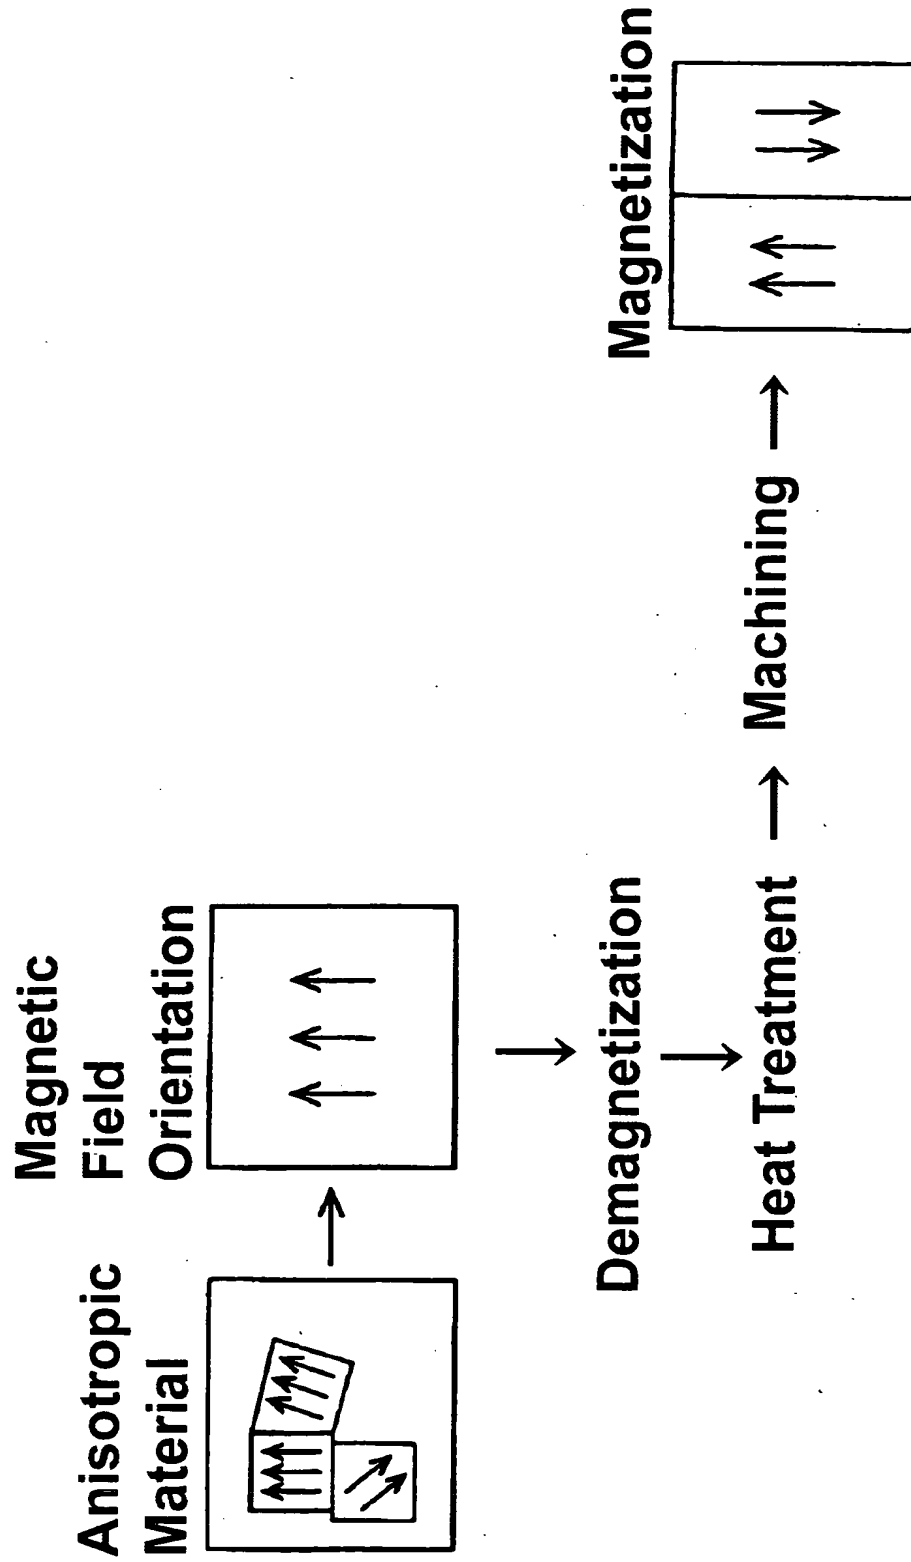 Anisotropic
Material
Magnetic
Field
Orientation
Demagnetization
Heat Treatment
Machining
Magnetization